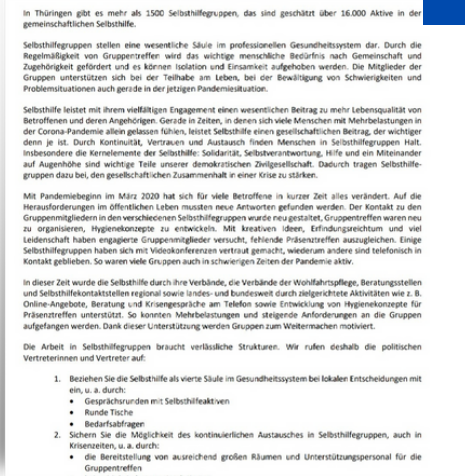 In Thüringen gibt es mehr als 1500 Selbsthilfegruppen, das sind geschätzt über 16.000 Aktive in der
gemeinschaftlichen Selbsthilfe.
Selbsthilfegruppen stellen eine wesentliche Säule im professionellen Gesundheitssystem dar. Durch die
Regelmäßigkeit von Gruppentreffen wird das wichtige menschliche Bedürfnis nach Gemeinschaft und
Zugehörigkeit gefördert und es können Isolation und Einsamkeit aufgehoben werden. Die Mitglieder der
Gruppen unterstützen sich bei der Teilhabe am Leben, bei der Bewältigung von Schwierigkeiten und
Problemsituationen auch gerade in der jetzigen Pandemiesituation.
Selbsthilfe leistet mit ihrem vielfältigen Engagement einen wesentlichen Beitrag zu mehr Lebensqualität von
Betroffenen und deren Angehörigen. Gerade in Zeiten, in denen sich viele Menschen mit Mehrbelastungen in
der Corona-Pandemie allein gelassen fühlen, leistet Selbsthilfe einen gesellschaftlichen Beitrag, der wichtiger
denn je ist. Durch Kontinuität, Vertrauen und Austausch finden Menschen in Selbsthilfegruppen Halt.
Insbesondere die Kernelemente der Selbsthilfe: Solidarität, Selbstverantwortung, Hilfe und ein Miteinander
auf Augenhöhe sind wichtige Teile unserer demokratischen Zivilgesellschaft. Dadurch tragen Selbsthilfe-
gruppen dazu bei, den gesellschaftlichen Zusammenhalt in einer Krise zu stärken.
Mit Pandemiebeginn im März 2020 hat sich für viele Betroffene in kurzer Zeit alles verändert. Auf die
Herausforderungen im öffentlichen Leben mussten neue Antworten gefunden werden. Der Kontakt zu den
Gruppenmitgliedern in den verschiedenen Selbsthilfegruppen wurde neu gestaltet, Gruppentreffen waren neu
zu organisieren, Hygienekonzepte zu entwickeln. Mit kreativen Ideen, Erfindungsreichtum und viel
Leidenschaft haben engagierte Gruppenmitglieder versucht, fehlende Präsenztreffen auszugleichen. Einige
Selbsthilfegruppen haben sich mit Videokonferenzen vertraut gemacht, wiederum andere sind telefonisch in
Kontakt geblieben. So waren viele Gruppen auch in schwierigen Zeiten der Pandemie aktiv.
In dieser Zeit wurde die Selbsthilfe durch ihre Verbände, die Verbände der Wohlfahrtspflege, Beratungsstellen
und Selbsthilfekontaktstellen regional sowie landes- und bundesweit durch zielgerichtete Aktivitäten wie z. B.
Online-Angebote, Beratung und Krisengespräche am Telefon sowie Entwicklung von Hygienekonzepte für
Präsenztreffen unterstützt. So konnten Mehrbelastungen und steigende Anforderungen an die Gruppen
aufgefangen werden. Dank dieser Unterstützung werden Gruppen zum Weitermachen motiviert.
Die Arbeit in Selbsthilfegruppen braucht verlässliche Strukturen. Wir rufen deshalb die politischen
Vertreterinnen und Vertreter auf:
1. Beziehen Sie die Selbsthilfe als vierte Säule im Gesundheitssystem bei lokalen Entscheidungen mit
ein, u. a. durch:
• Gesprächsrunden mit Selbsthilfeaktiven
• Runde Tische
• Bedarfsabfragen
2. Sichern Sie die Möglichkeit des kontinuierlichen Austausches in Selbsthilfegruppen, auch in
Krisenzeiten, u. a. durch:
• die Bereitstellung von ausreichend großen Räumen und Unterstützungspersonal für die
Gruppentreffen